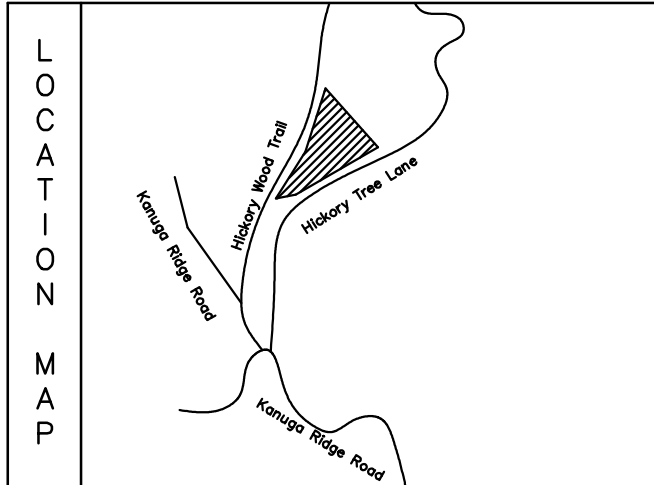 LOCATION MAP
Hickory Wood Trail
Hickory Tree Lane
Kanuga Ridge Road
Kanuga Ridge Road